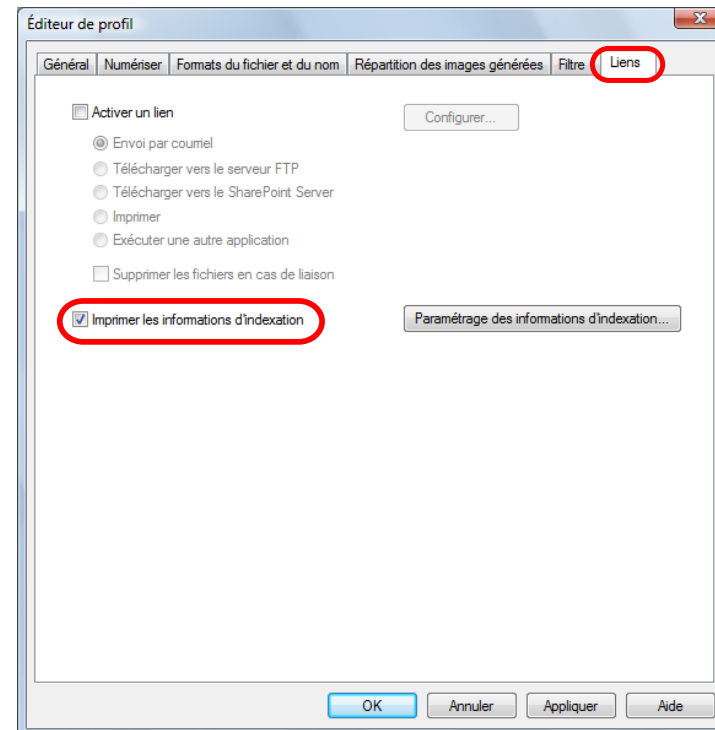 Éditeur de profil
Général Numériser Formats du fichier et du nom Répartition des images générées Filtre Liens
Activer un lien Configurer...
Envoi par courriel
Télécharger vers le serveur FTP
Télécharger vers le SharePoint Server
Imprimer
Exécuter une autre application
Supprimer les fichiers en cas de liaison
Imprimer les informations d'indexation Paramétrage des informations d'indexation...
OK Annuler Appliquer Aide